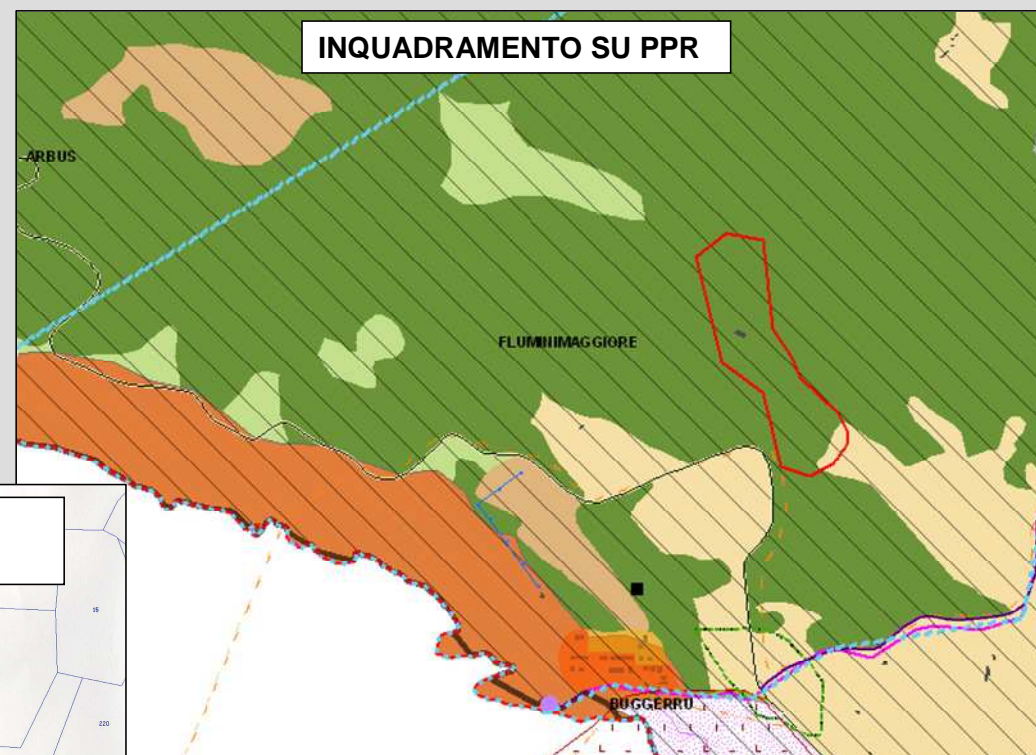 INQUADRAMENTO SU PPR
ARBUS
FLUMINIMAGGIORE
BUGGERRU
15
220